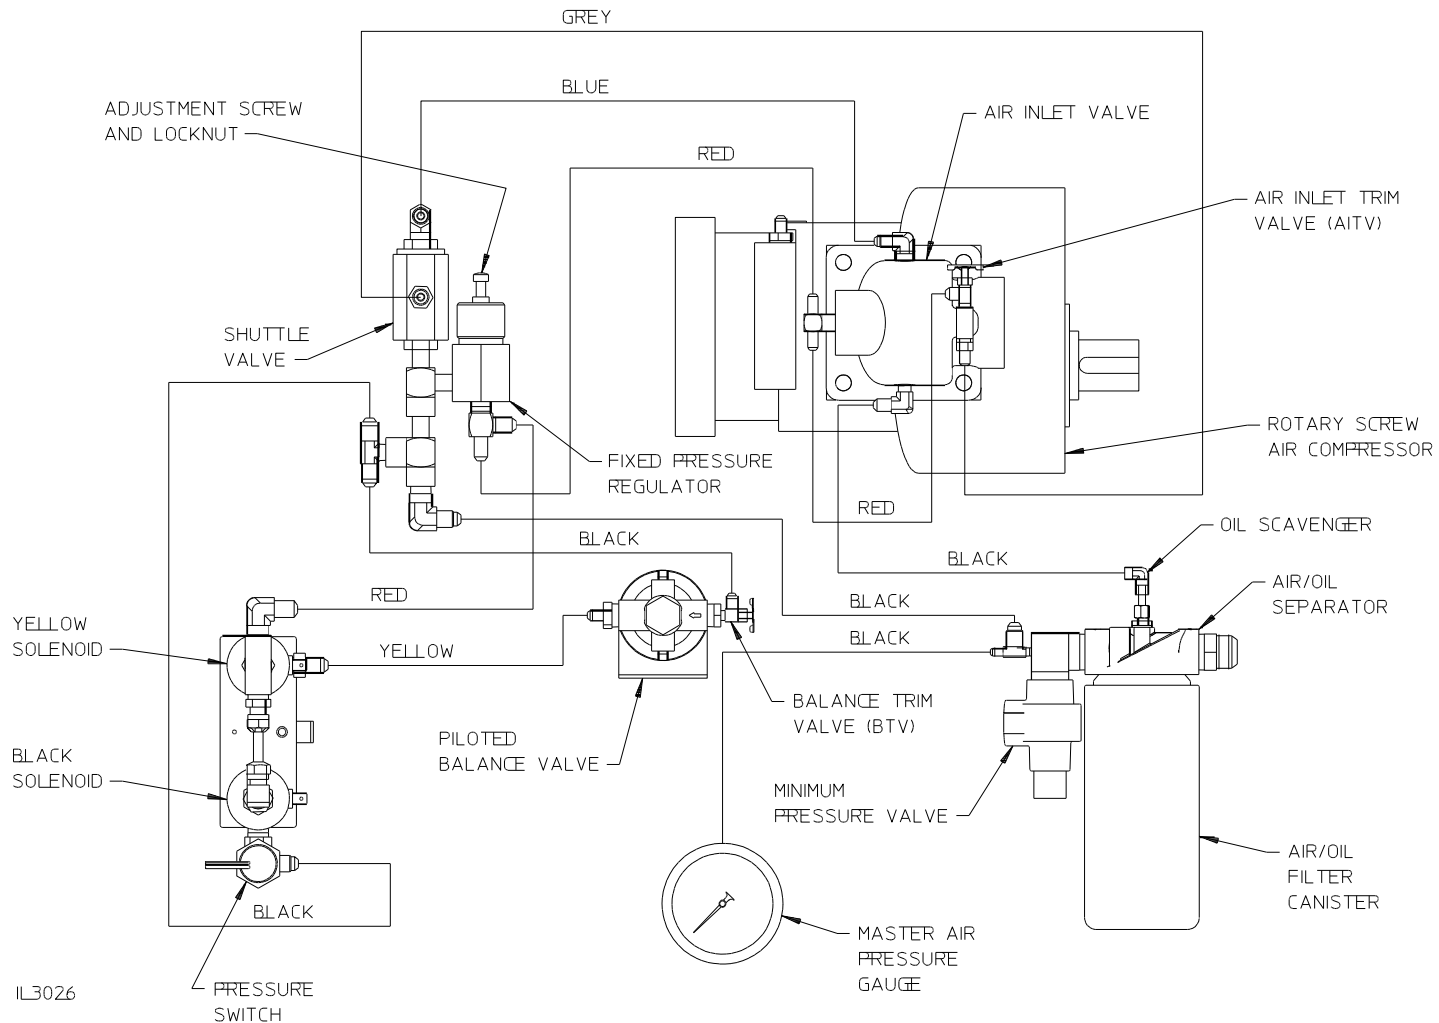 GREY
BLUE
ADJUSTMENT SCREW
AND LOCKNUT
AIR INLET VALVE
RED
AIR INLET TRIM
VALVE (AITV)
SHUTTLE
VALVE
ROTARY SCREW
AIR COMPRESSOR
FIXED PRESSURE
REGULATOR
RED
OIL SCAVENGER
BLACK
BLACK
AIR/OIL
SEPARATOR
RED
BLACK
YELLOW
SOLENOID
BLACK
YELLOW
BALANCE TRIM
VALVE (BTV)
PILOTED
BALANCE VALVE
BLACK
SOLENOID
MINIMUM
PRESSURE VALVE
AIR/OIL
FILTER
CANISTER
BLACK
MASTER AIR
PRESSURE
GAUGE
PRESSURE
SWITCH
IL3026